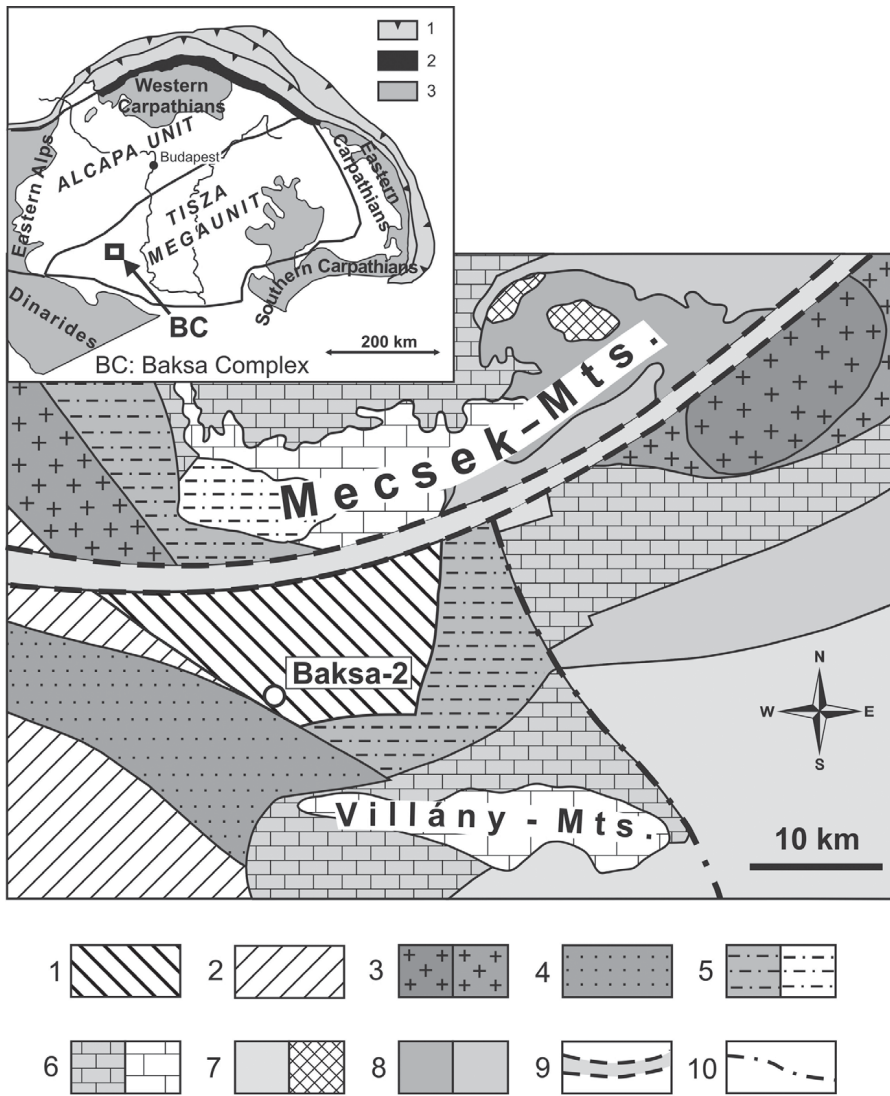 1
2
3
Western
Carpathians
ALCAPA UNIT
Budapest
Eastern Alps
Eastern
Carpathians
TISZA
MEGAUNIT
Southern Carpathians
Dinarides
BC
200 km
BC: Baksa Complex
Mecsek-Mts.
Baksa-2
N
W E
S
Villány - Mts.
10 km
1 2 3 4 5
6 7 8 9 10